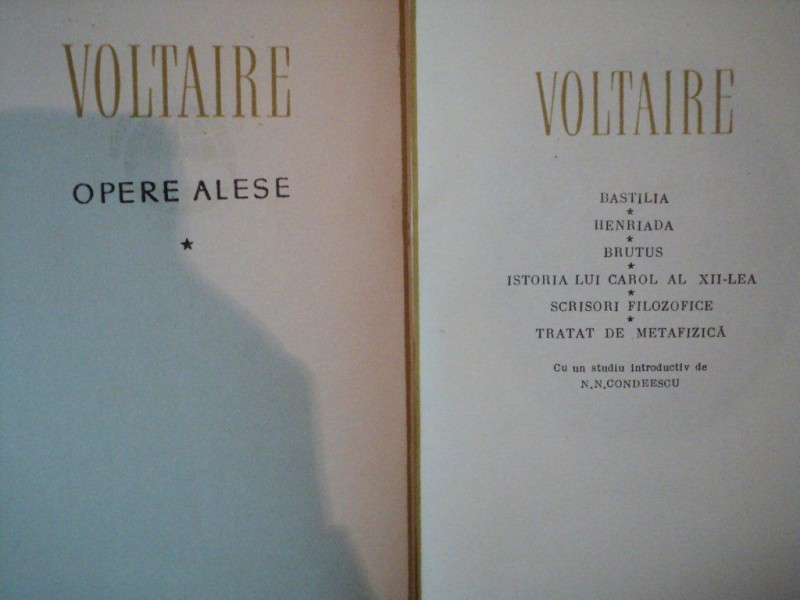 VOLTAIRE
OPERE ALESE
★
VOLTAIRE
BASTILIA
★
HENRIADA
★
BRUTUS
★
ISTORIA LUI CAROL AL XII-LEA
★
SCRISORI FILOZOFICE
★
TRATAT DE METAFIZICĂ
Cu un studiu introductiv de
N.N.CONDEESCU